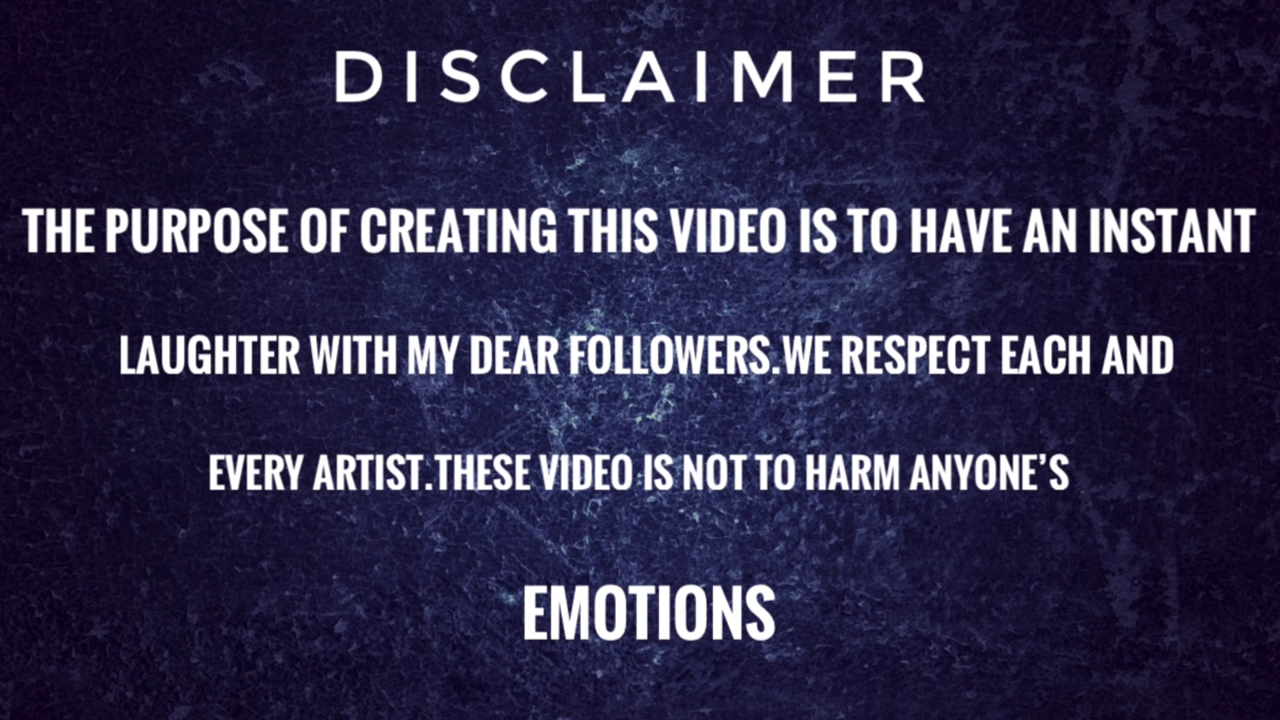 DISCLAIMER
THE PURPOSE OF CREATING THIS VIDEO IS TO HAVE AN INSTANT
LAUGHTER WITH MY DEAR FOLLOWERS.WE RESPECT EACH AND
EVERY ARTIST.THESE VIDEO IS NOT TO HARM ANYONE’S
EMOTIONS